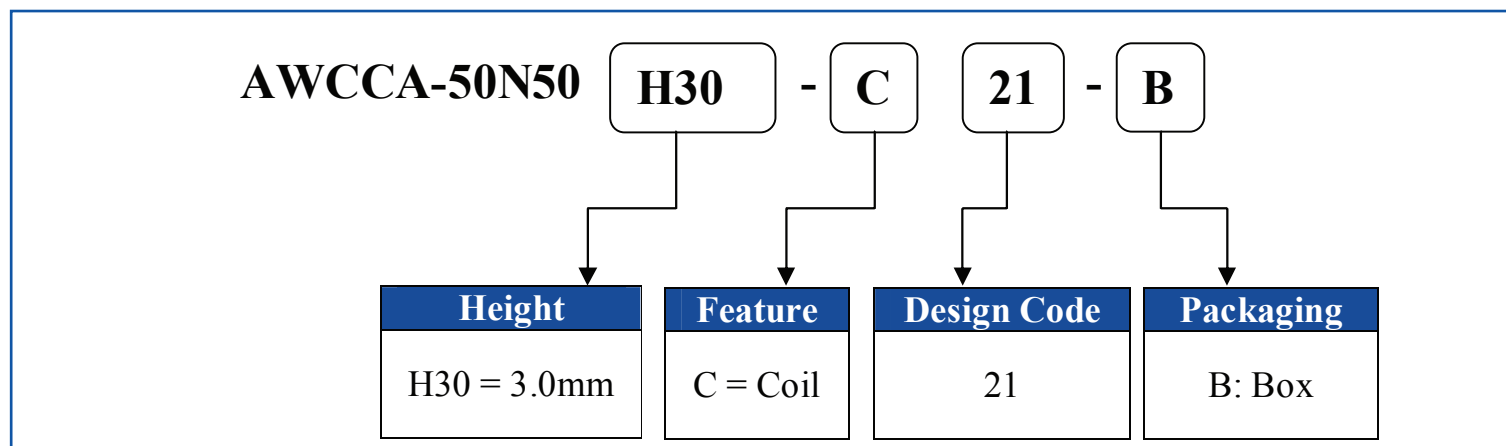 AWCCA-50N50 H30 - C 21 - B
Height Feature Design Code Packaging
H30 = 3.0mm C = Coil 21 B: Box